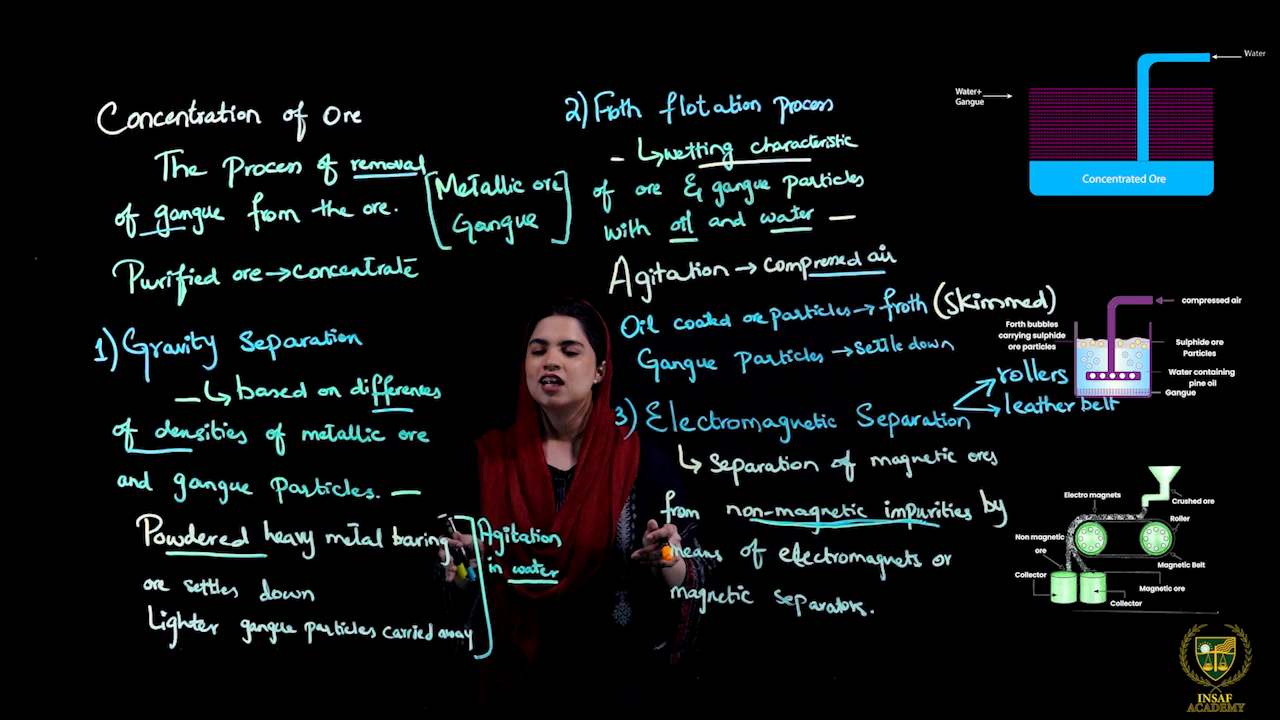 Concentration of Ore
The Process of removal
of gangue from the ore.
[Metallic ore
Gangue]
Purified ore → concentrate
1) Gravity Separation
↳ based on differences
of densities of metallic ore
and gangue particles.
Powdered heavy metal baring
ore settles down
Lighter gangue particles carried away
Agitation
in water
2) Froth flotation process
↳ wetting characteristic
of ore & gangue particles
with oil and water
Agitation → compressed air
Oil coated ore particles → froth (skimmed)
Gangue Particles → settle down
3) Electromagnetic Separation
→ rollers
→ leather belt
↳ Separation of magnetic ores
from non-magnetic impurities by
means of electromagnets or
magnetic separators.
Water
Water+
Gangue
Concentrated Ore
compressed air
Forth bubbles
carrying sulphide
ore particles
Sulphide ore
Particles
Water containing
pine oil
Gangue
Electro magnets
Crushed ore
Roller
Non magnetic
ore
Magnetic Belt
Collector
Magnetic ore
Collector
INSAF
ACADEMY